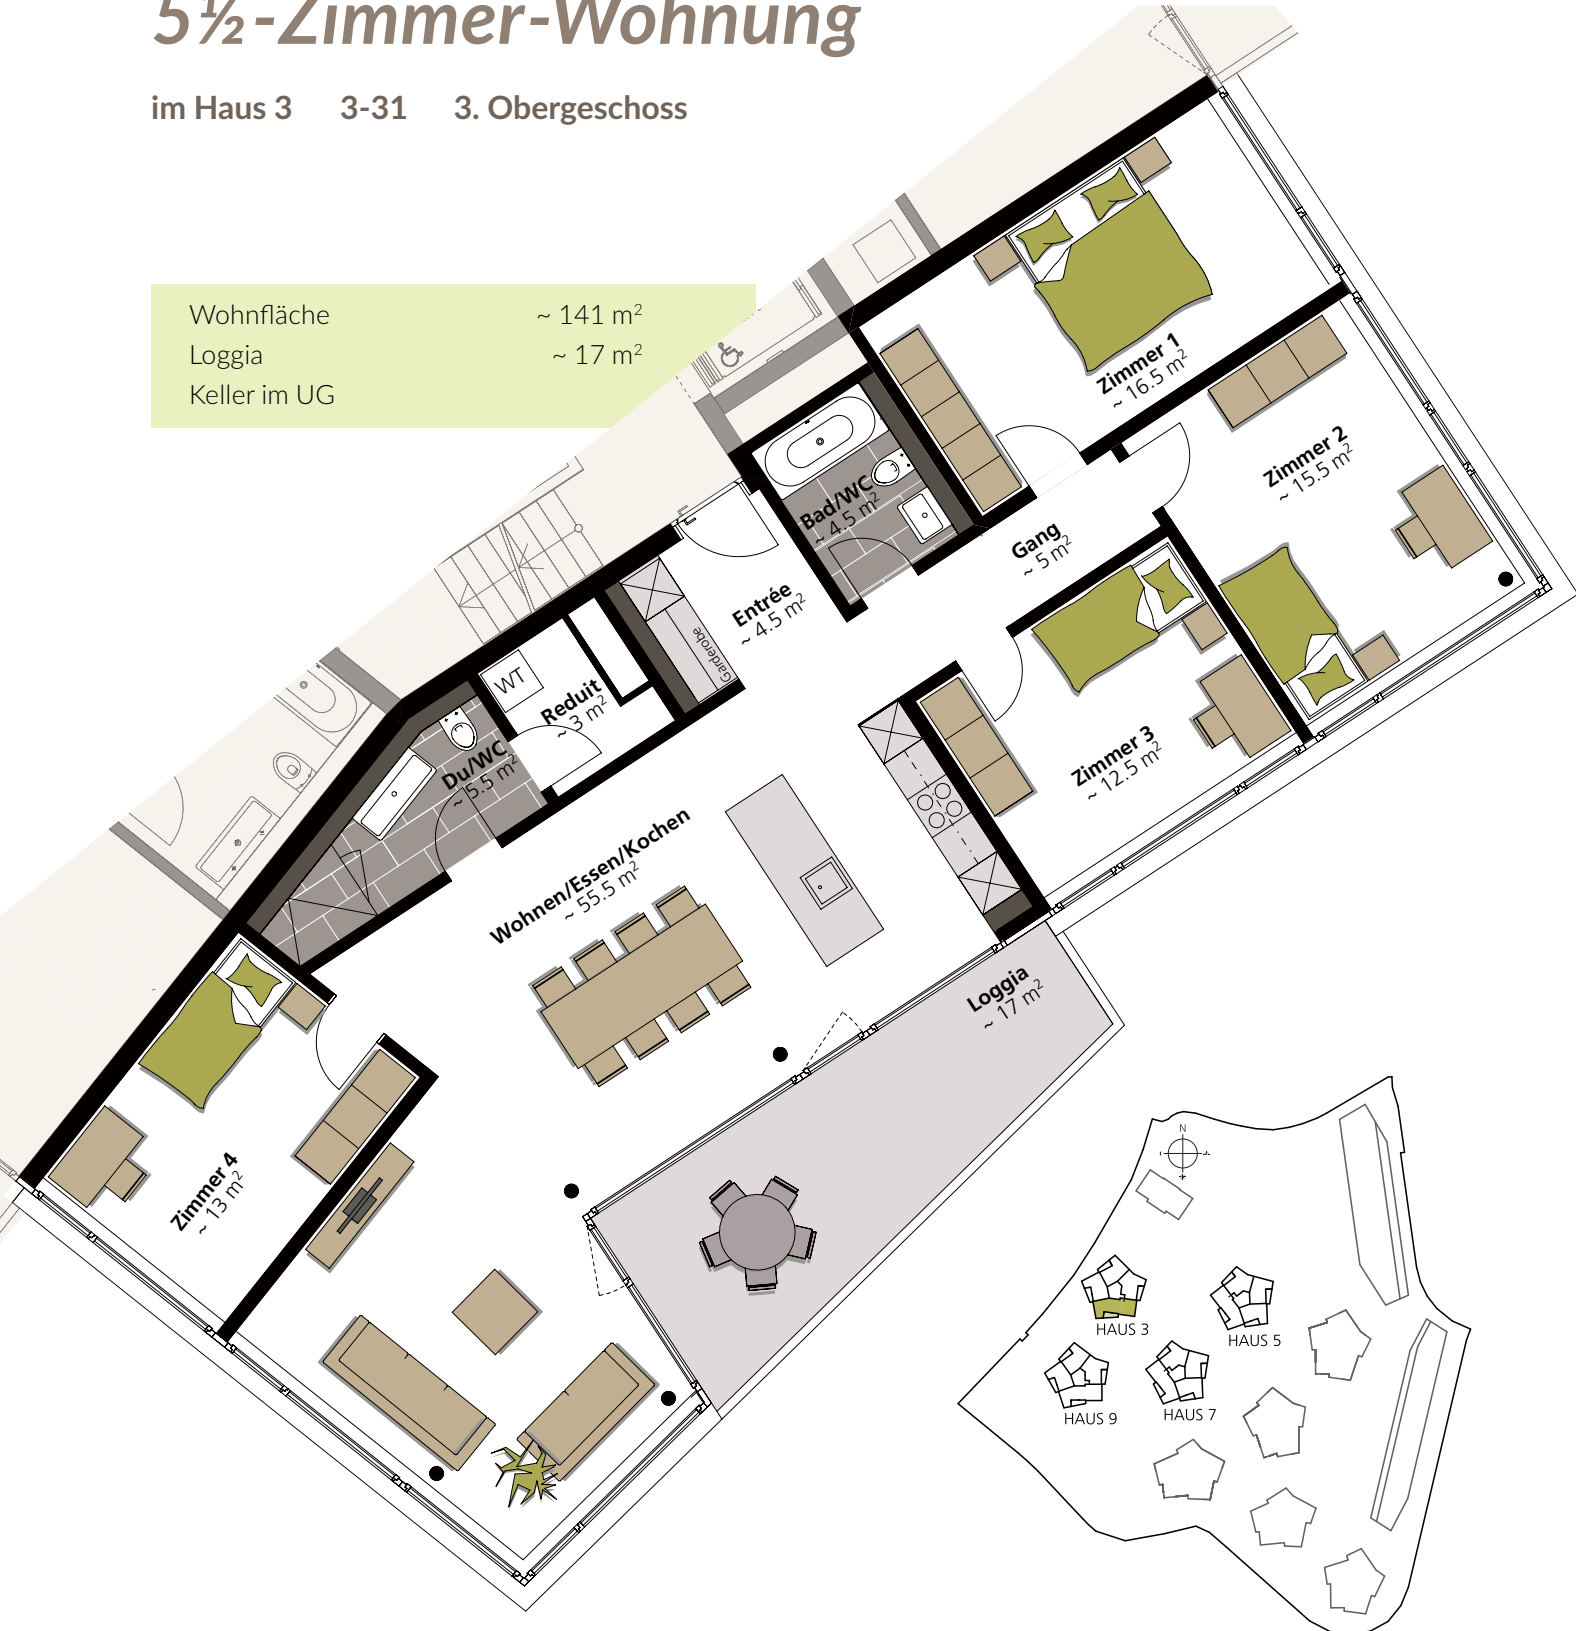 5½-Zimmer-Wohnung
im Haus 3 3-31 3. Obergeschoss
Wohnfläche ~ 141 m²
Loggia ~ 17 m²
Keller im UG
Zimmer 1
~ 16.5 m²
Zimmer 2
~ 15.5 m²
Bad/WC
~ 4.5 m²
Gang
~ 5 m²
Entrée
~ 4.5 m²
Garderobe
WT
Reduit
~ 3 m²
Du/WC
~ 5.5 m²
Zimmer 3
~ 12.5 m²
Wohnen/Essen/Kochen
~ 55.5 m²
Loggia
~ 17 m²
Zimmer 4
~ 13 m²
N
HAUS 3
HAUS 5
HAUS 9
HAUS 7